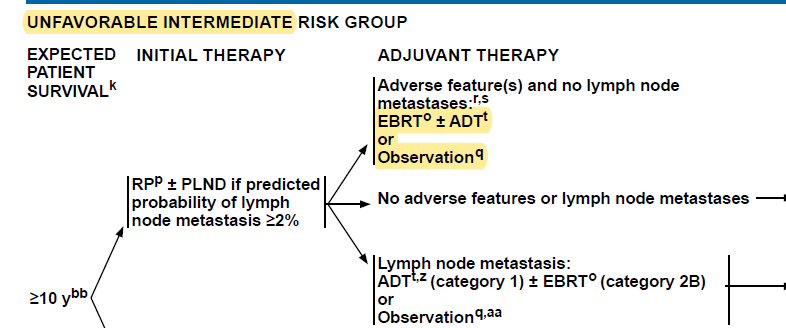 UNFAVORABLE INTERMEDIATE RISK GROUP
EXPECTED
PATIENT
SURVIVALk
INITIAL THERAPY
ADJUVANT THERAPY
Adverse feature(s) and no lymph node
metastases:r,s
EBRTo ± ADTt
or
Observationq
RPp ± PLND if predicted
probability of lymph
node metastasis ≥2%
No adverse features or lymph node metastases
Lymph node metastasis:
ADTt,z (category 1) ± EBRTo (category 2B)
or
Observationq,aa
≥10 ybb